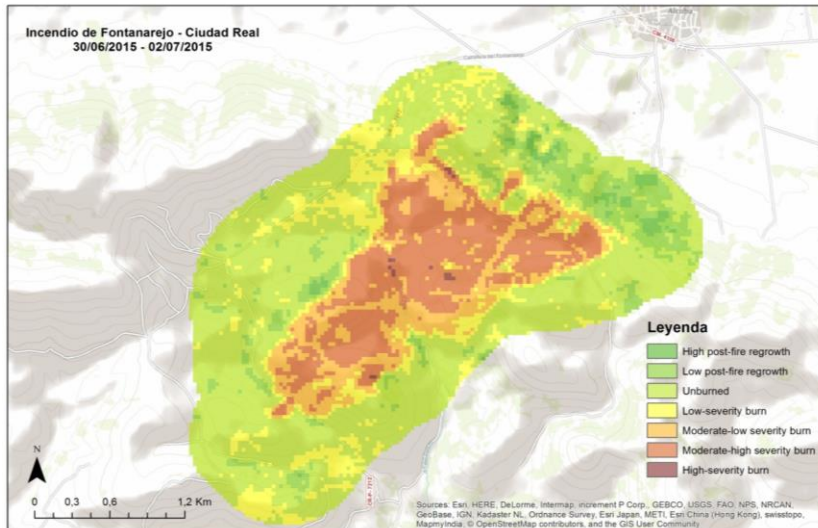 Incendio de Fontanarejo - Ciudad Real
30/06/2015 - 02/07/2015
Leyenda
High post-fire regrowth
Low post-fire regrowth
Unburned
Low-severity burn
Moderate-low severity burn
Moderate-high severity burn
High-severity burn
N
0 0,3 0,6 1,2 Km
Sources: Esri, HERE, DeLorme, Intermap, increment P Corp., GEBCO, USGS, FAO, NPS, NRCAN,
GeoBase, IGN, Kadaster NL, Ordnance Survey, Esri Japan, METI, Esri China (Hong Kong), swisstopo,
MapmyIndia, © OpenStreetMap contributors, and the GIS User Community